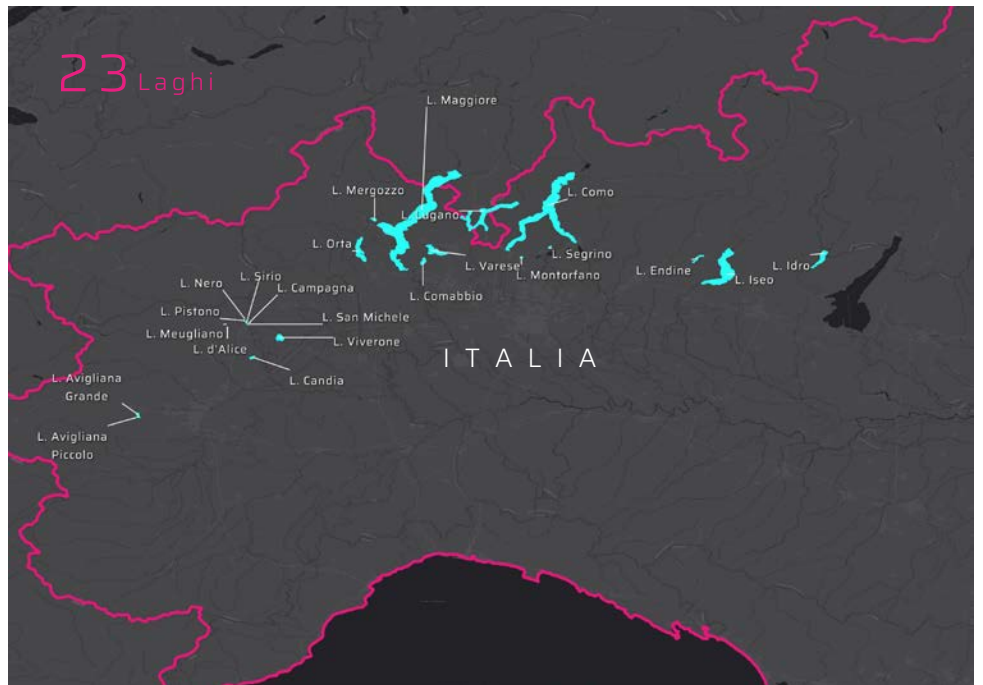 23 Laghi
L. Maggiore
L. Mergozzo
L. Como
L. Lugano
L. Orta
L. Segrino
L. Varese
L. Montorfano
L. Endine
L. Idro
L. Iseo
L. Comabbio
L. Sirio
L. Nero
L. Campagna
L. Pistono
L. San Michele
L. Meugliano
L. Viverone
L. d'Alice
ITALIA
L. Candia
L. Avigliana
Grande
L. Avigliana
Piccolo